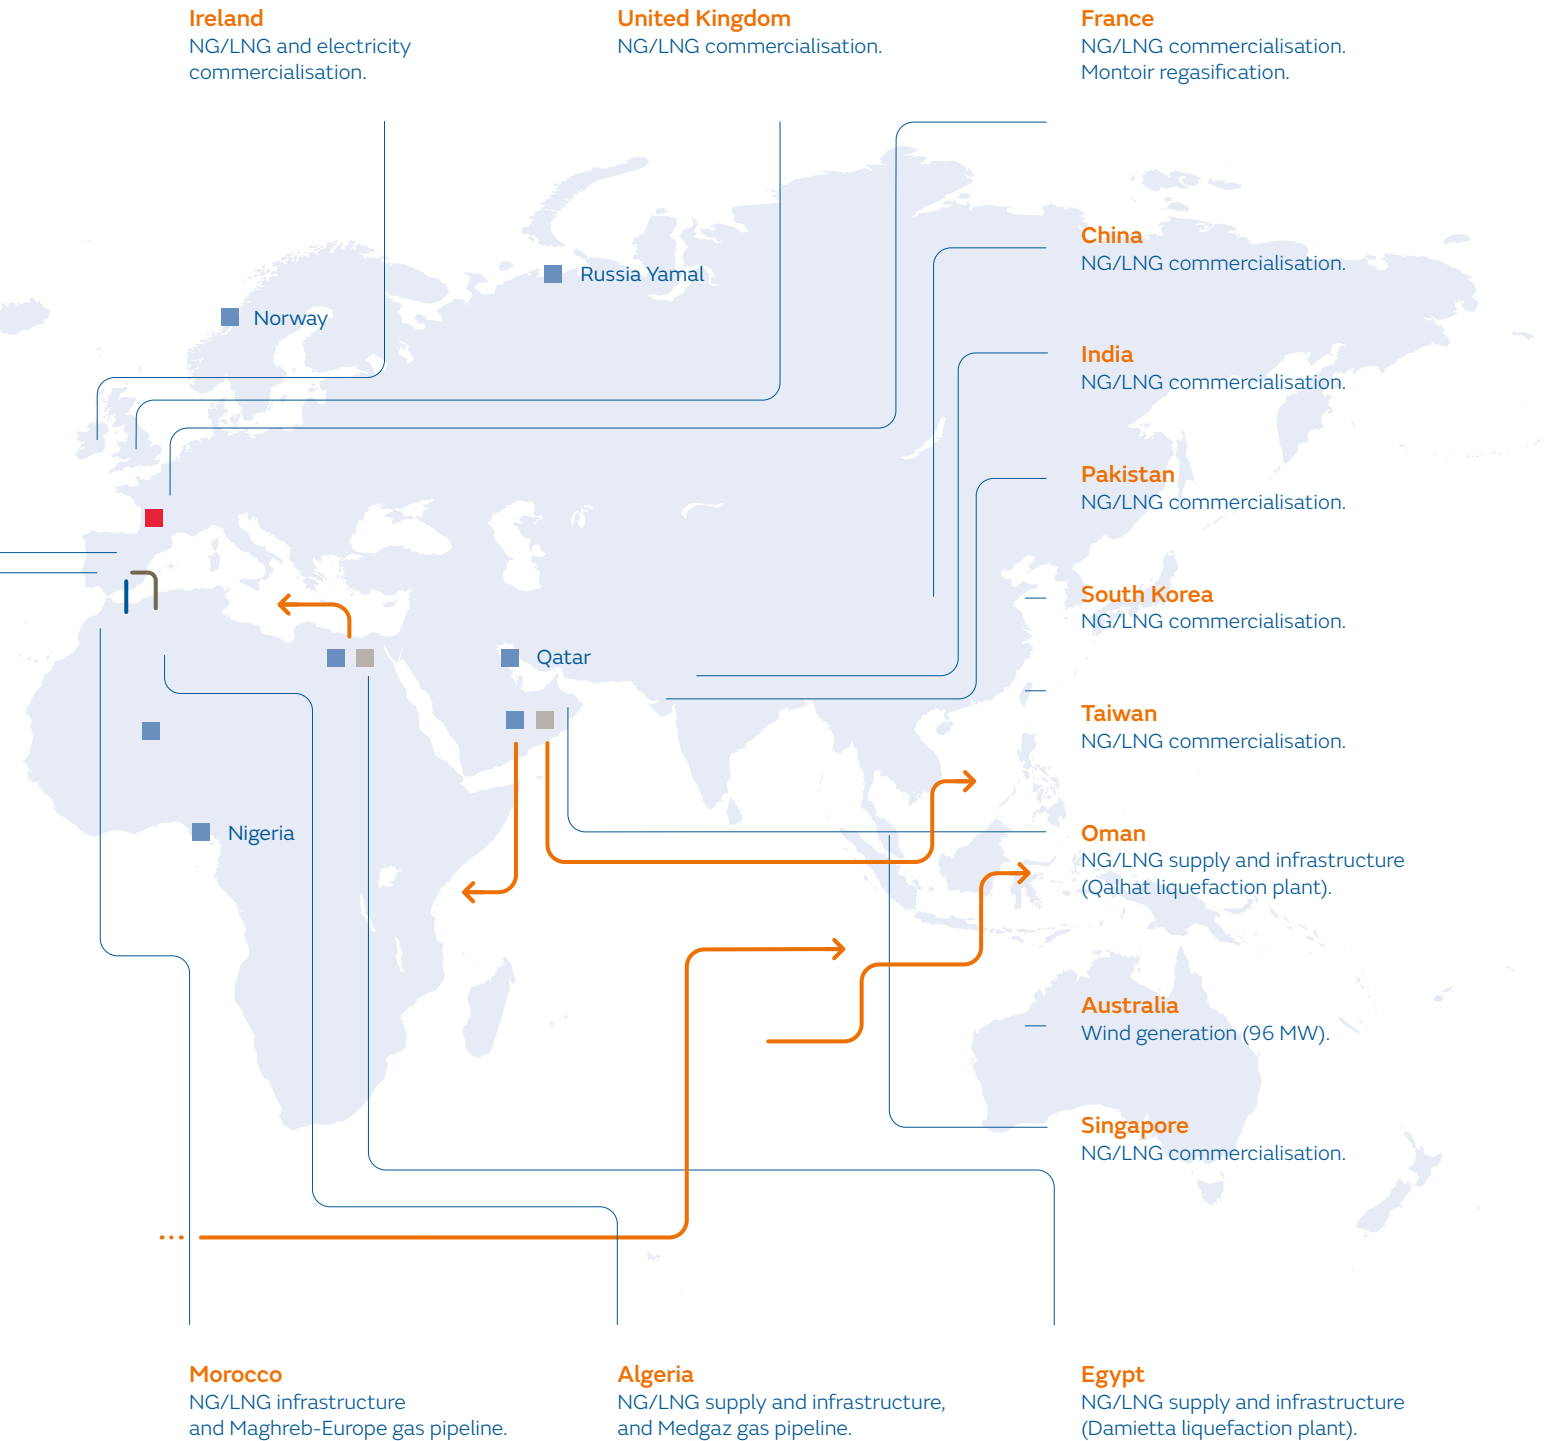 Ireland
NG/LNG and electricity
commercialisation.
United Kingdom
NG/LNG commercialisation.
France
NG/LNG commercialisation.
Montoir regasification.
China
NG/LNG commercialisation.
Russia Yamal
Norway
India
NG/LNG commercialisation.
Pakistan
NG/LNG commercialisation.
South Korea
NG/LNG commercialisation.
Qatar
Taiwan
NG/LNG commercialisation.
Nigeria
Oman
NG/LNG supply and infrastructure
(Qalhat liquefaction plant).
Australia
Wind generation (96 MW).
Singapore
NG/LNG commercialisation.
Morocco
NG/LNG infrastructure
and Maghreb-Europe gas pipeline.
Algeria
NG/LNG supply and infrastructure,
and Medgaz gas pipeline.
Egypt
NG/LNG supply and infrastructure
(Damietta liquefaction plant).